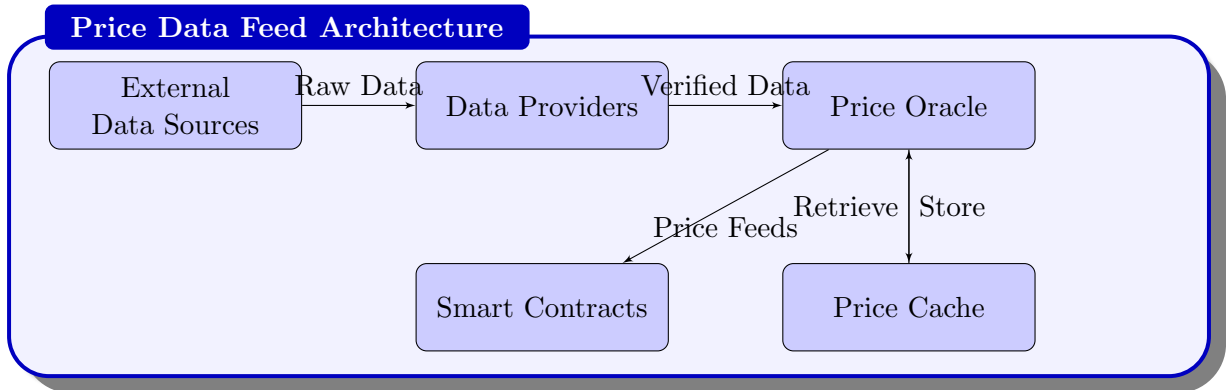 Price Data Feed Architecture
External
Data Sources
Raw Data
Data Providers
Verified Data
Price Oracle
Retrieve
Store
Price Feeds
Smart Contracts
Price Cache